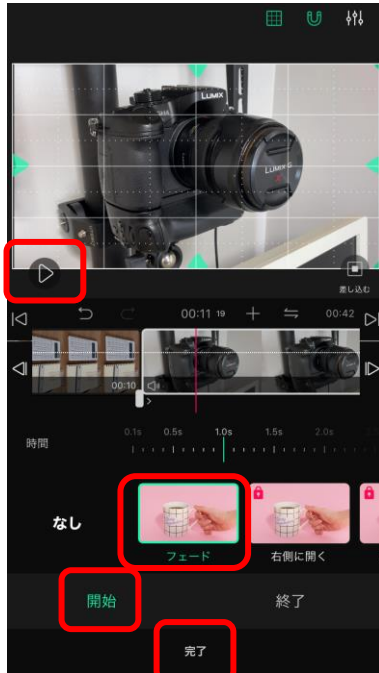 LUMIX
LUMIX G
差し込む
00:11 19
00:42
00:10
時間
0.1s 0.5s 1.0s 1.5s 2.0s
なし
フェード
右側に開く
開始
終了
完了